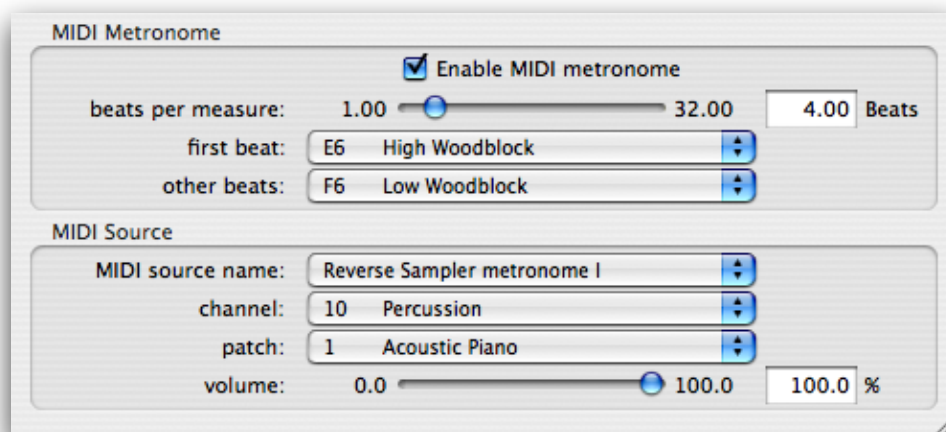 MIDI Metronome
Enable MIDI metronome
beats per measure: 1.00 32.00 4.00 Beats
first beat: E6 High Woodblock
other beats: F6 Low Woodblock
MIDI Source
MIDI source name: Reverse Sampler metronome I
channel: 10 Percussion
patch: 1 Acoustic Piano
volume: 0.0 100.0 100.0 %